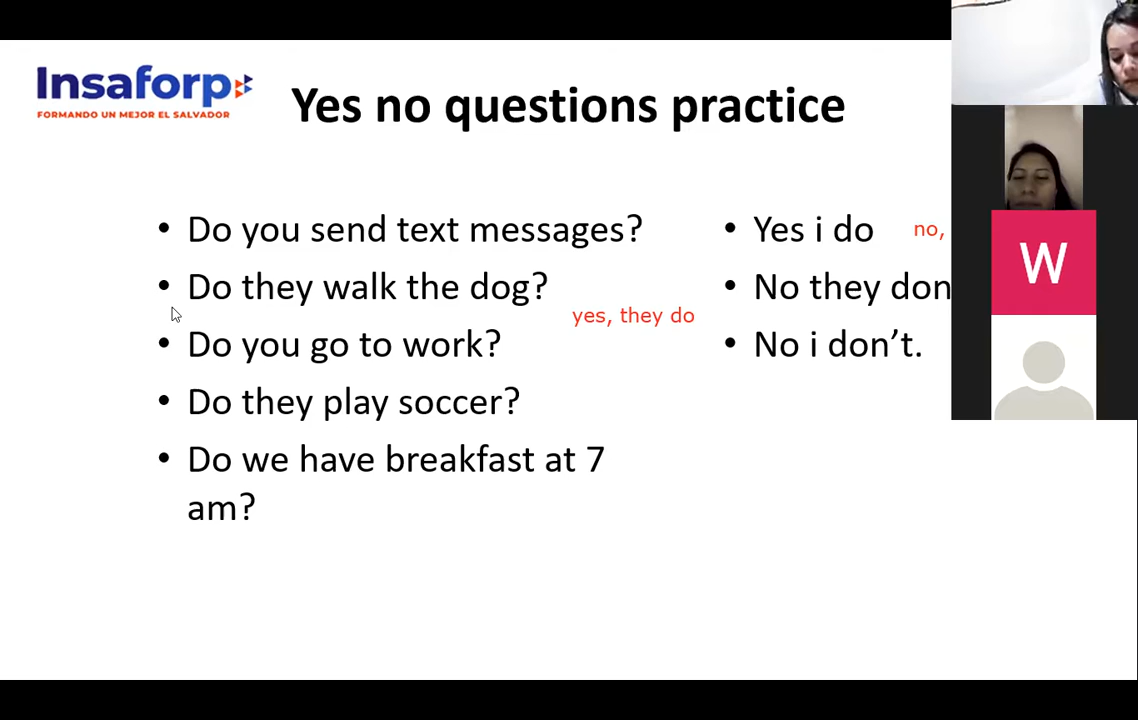 Insaforp
FORMANDO UN MEJOR EL SALVADOR
Yes no questions practice
• Do you send text messages?
• Do they walk the dog?
yes, they do
• Do you go to work?
• Do they play soccer?
• Do we have breakfast at 7
am?
• Yes i do
no,
• No they don
• No i don't.
W